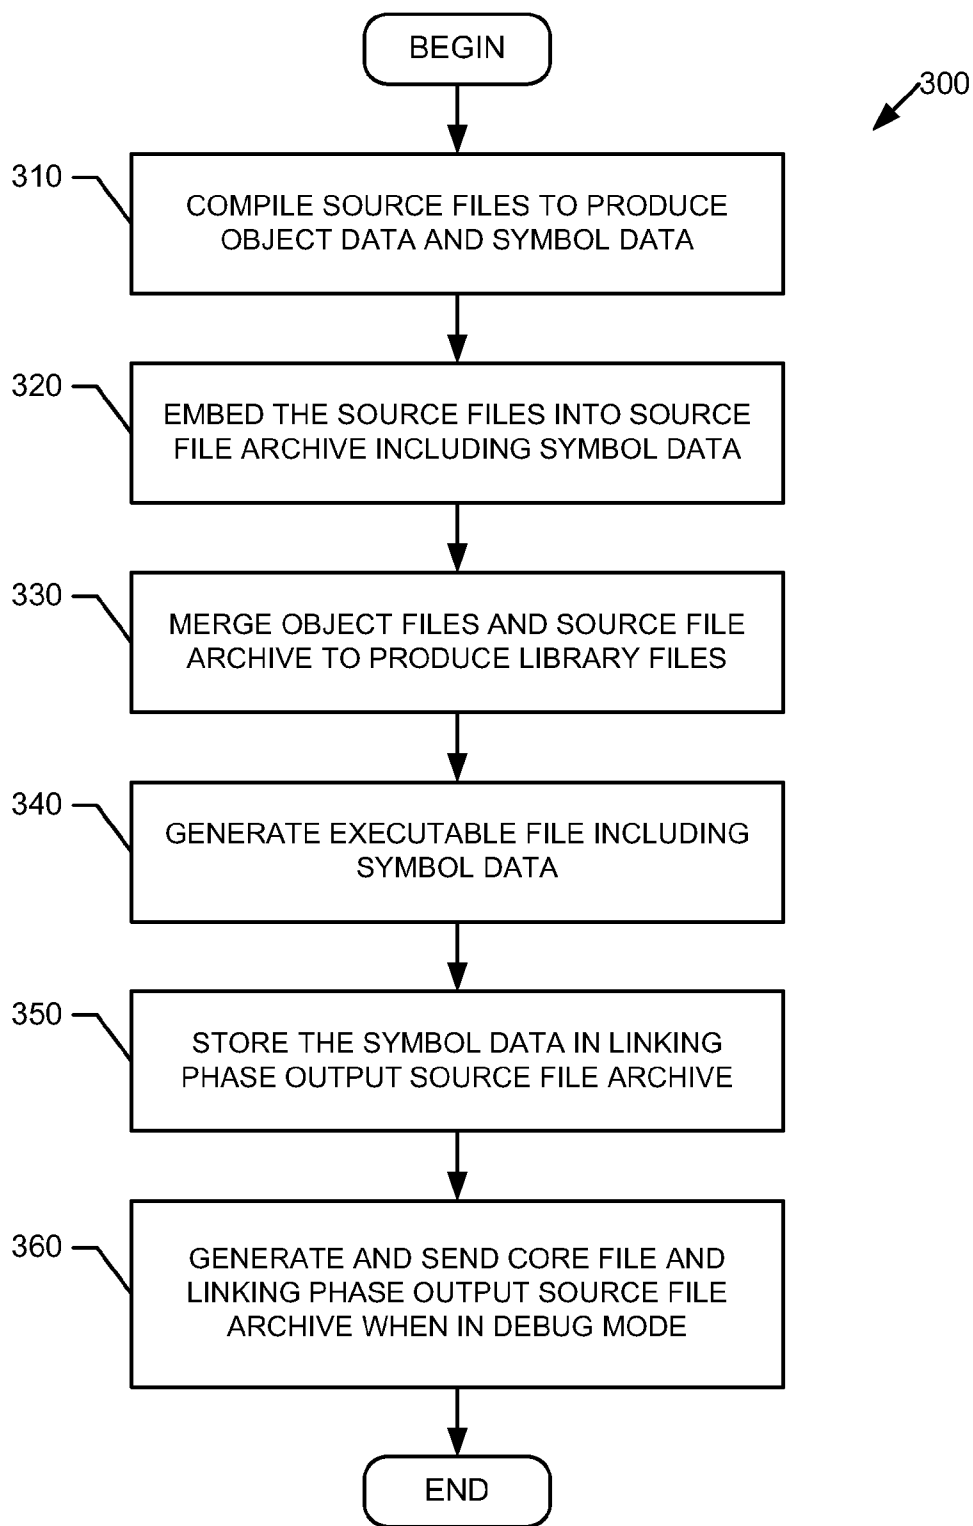 BEGIN
300
310
COMPILE SOURCE FILES TO PRODUCE
OBJECT DATA AND SYMBOL DATA
320
EMBED THE SOURCE FILES INTO SOURCE
FILE ARCHIVE INCLUDING SYMBOL DATA
330
MERGE OBJECT FILES AND SOURCE FILE
ARCHIVE TO PRODUCE LIBRARY FILES
340
GENERATE EXECUTABLE FILE INCLUDING
SYMBOL DATA
350
STORE THE SYMBOL DATA IN LINKING
PHASE OUTPUT SOURCE FILE ARCHIVE
360
GENERATE AND SEND CORE FILE AND
LINKING PHASE OUTPUT SOURCE FILE
ARCHIVE WHEN IN DEBUG MODE
END